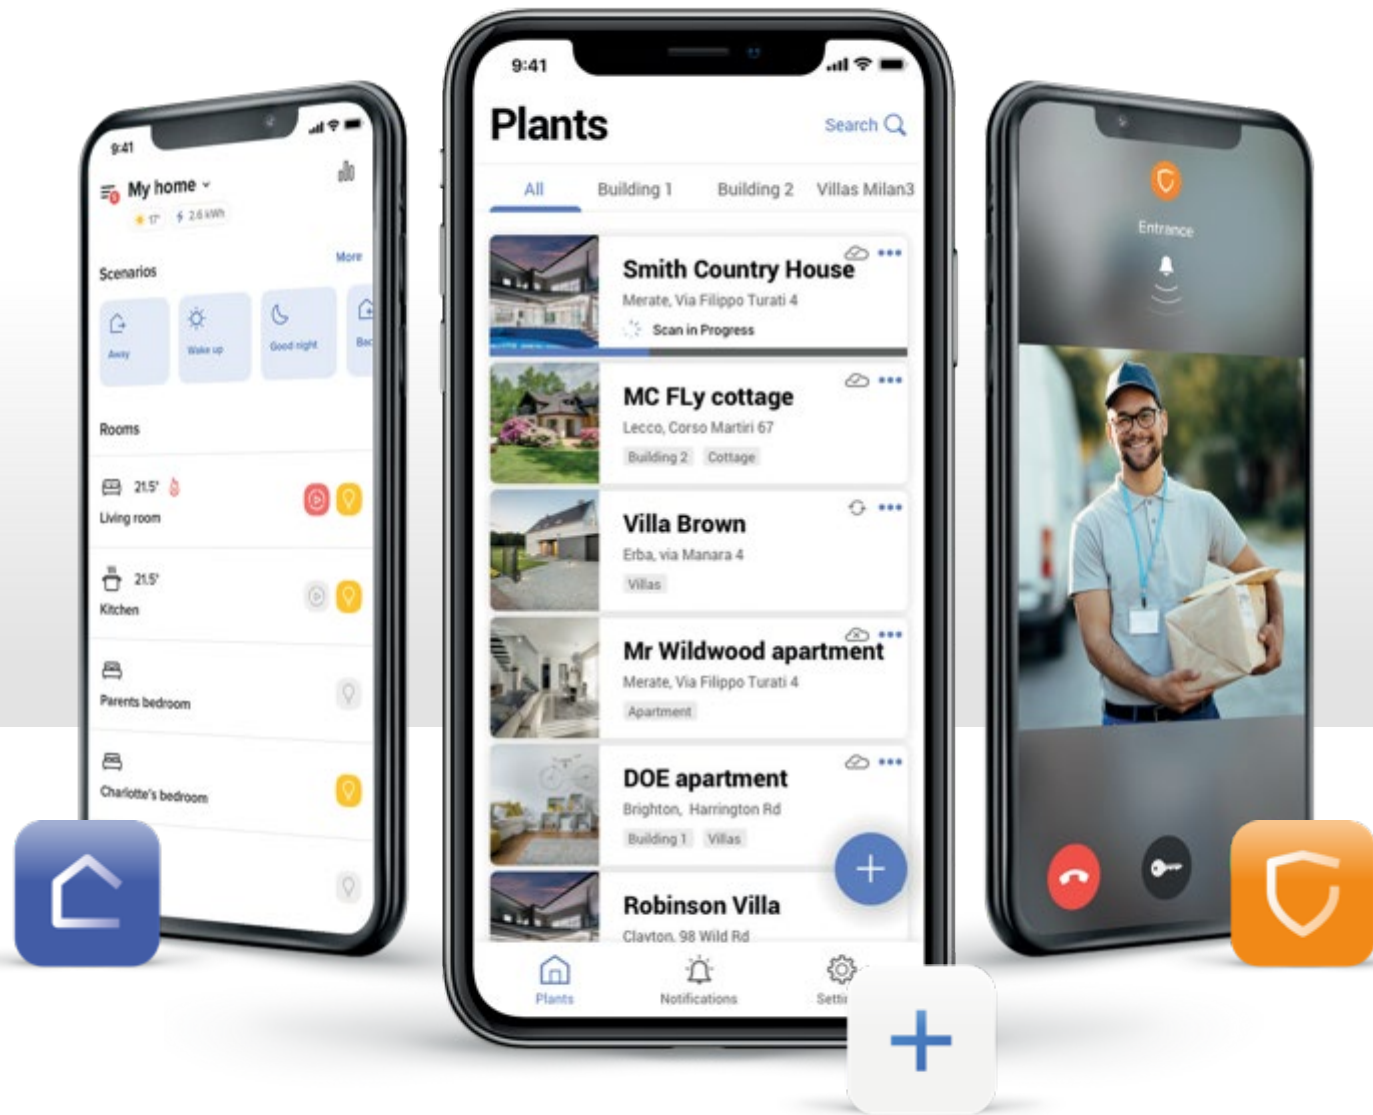 9:41
My home
17°
2.6 kWh
Scenarios
More
Away
Wake up
Good night
Bac
Rooms
21.5°
Living room
21.5°
Kitchen
Parents bedroom
Charlotte's bedroom
9:41
Plants
Search
All
Building 1
Building 2
Villas Milan3
Smith Country House
Merate, Via Filippo Turati 4
Scan in Progress
MC FLy cottage
Lecco, Corso Martiri 67
Building 2
Cottage
Villa Brown
Erba, via Manara 4
Villas
Mr Wildwood apartment
Merate, Via Filippo Turati 4
Apartment
DOE apartment
Brighton, Harrington Rd
Building 1
Villas
Robinson Villa
Clayton, 98 Wild Rd
Plants
Notifications
Setti
Entrance